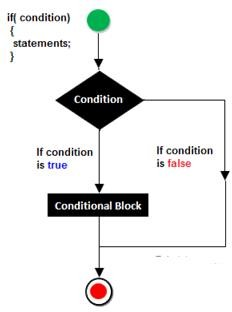 if( condition)
{
statements;
}
Condition
If condition
is true
If condition
is false
Conditional Block